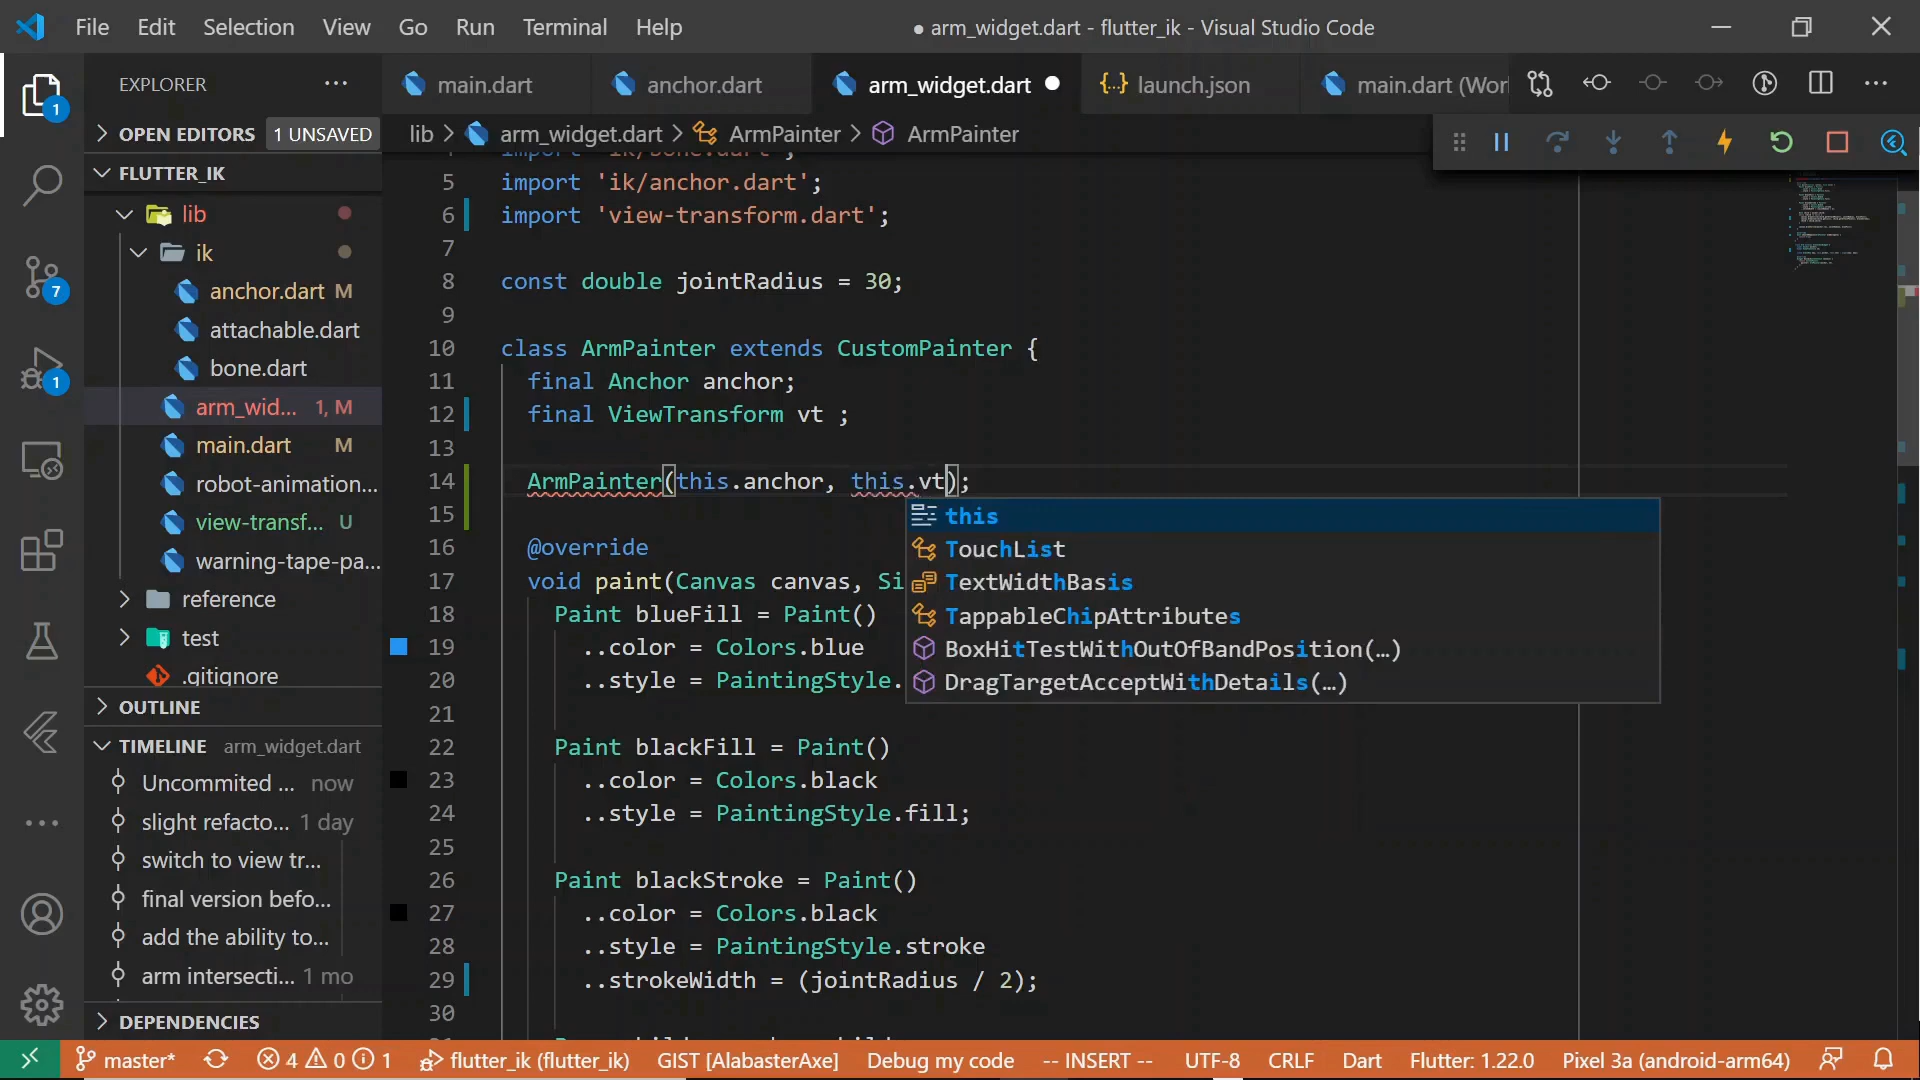 File Edit Selection View Go Run Terminal Help
● arm_widget.dart - flutter_ik - Visual Studio Code
EXPLORER
main.dart
anchor.dart
arm_widget.dart
launch.json
main.dart (Wor
OPEN EDITORS 1 UNSAVED
lib > arm_widget.dart > ArmPainter > ArmPainter
FLUTTER_IK
lib
ik
anchor.dart M
attachable.dart
bone.dart
arm_wid... 1, M
main.dart M
robot-animation...
view-transf... U
warning-tape-pa...
reference
test
.gitignore
OUTLINE
TIMELINE arm_widget.dart
Uncommited ... now
slight refacto... 1 day
switch to view tr...
final version befo...
add the ability to...
arm intersecti... 1 mo
DEPENDENCIES
1
7
1
import 'ik/bone.dart';
5 import 'ik/anchor.dart';
6 import 'view-transform.dart';
7
8 const double jointRadius = 30;
9
10 class ArmPainter extends CustomPainter {
11 final Anchor anchor;
12 final ViewTransform vt ;
13
14 ArmPainter(this.anchor, this.vt);
15
16 @override
17 void paint(Canvas canvas, Si
18 Paint blueFill = Paint()
19 ..color = Colors.blue
20 ..style = PaintingStyle.
21
22 Paint blackFill = Paint()
23 ..color = Colors.black
24 ..style = PaintingStyle.fill;
25
26 Paint blackStroke = Paint()
27 ..color = Colors.black
28 ..style = PaintingStyle.stroke
29 ..strokeWidth = (jointRadius / 2);
30
this
TouchList
TextWidthBasis
TappableChipAttributes
BoxHitTestWithOutOfBandPosition(…)
DragTargetAcceptWithDetails(…)
master* 4 0 1 flutter_ik (flutter_ik) GIST [AlabasterAxe] Debug my code -- INSERT -- UTF-8 CRLF Dart Flutter: 1.22.0 Pixel 3a (android-arm64)